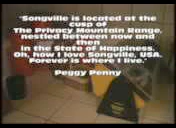 "Songville is located at the
cusp of
The Privacy Mountain Range,
nestled between now and
then
in the State of Happiness.
Oh, how I love Songville, USA.
Forever is where I live."
Peggy Penny